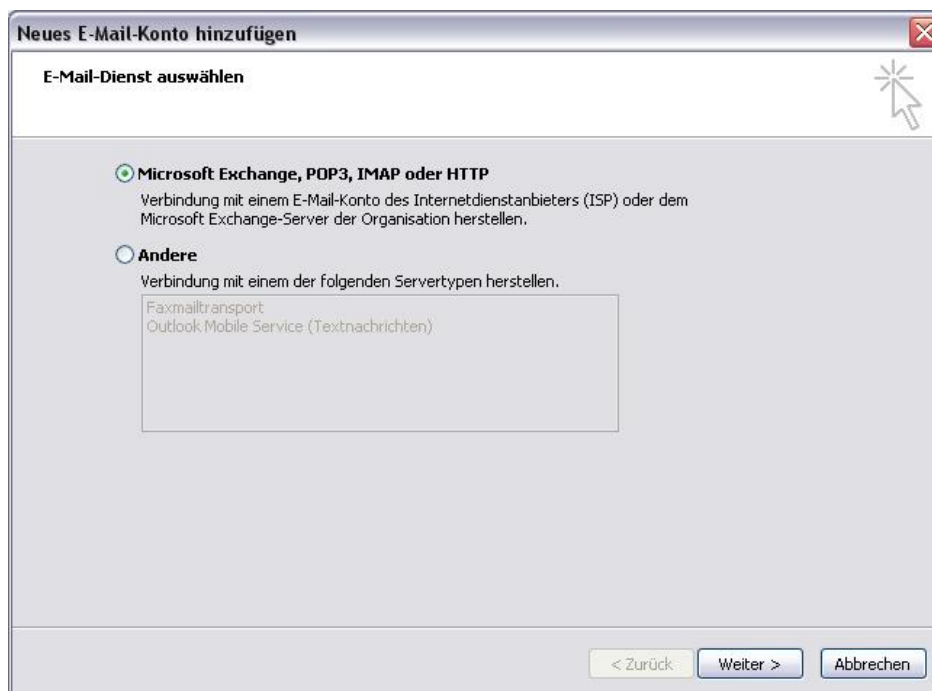 Neues E-Mail-Konto hinzufügen
E-Mail-Dienst auswählen
Microsoft Exchange, POP3, IMAP oder HTTP
Verbindung mit einem E-Mail-Konto des Internetdienstanbieters (ISP) oder dem
Microsoft Exchange-Server der Organisation herstellen.
Andere
Verbindung mit einem der folgenden Servertypen herstellen.
Faxmailtransport
Outlook Mobile Service (Textnachrichten)
< Zurück Weiter > Abbrechen